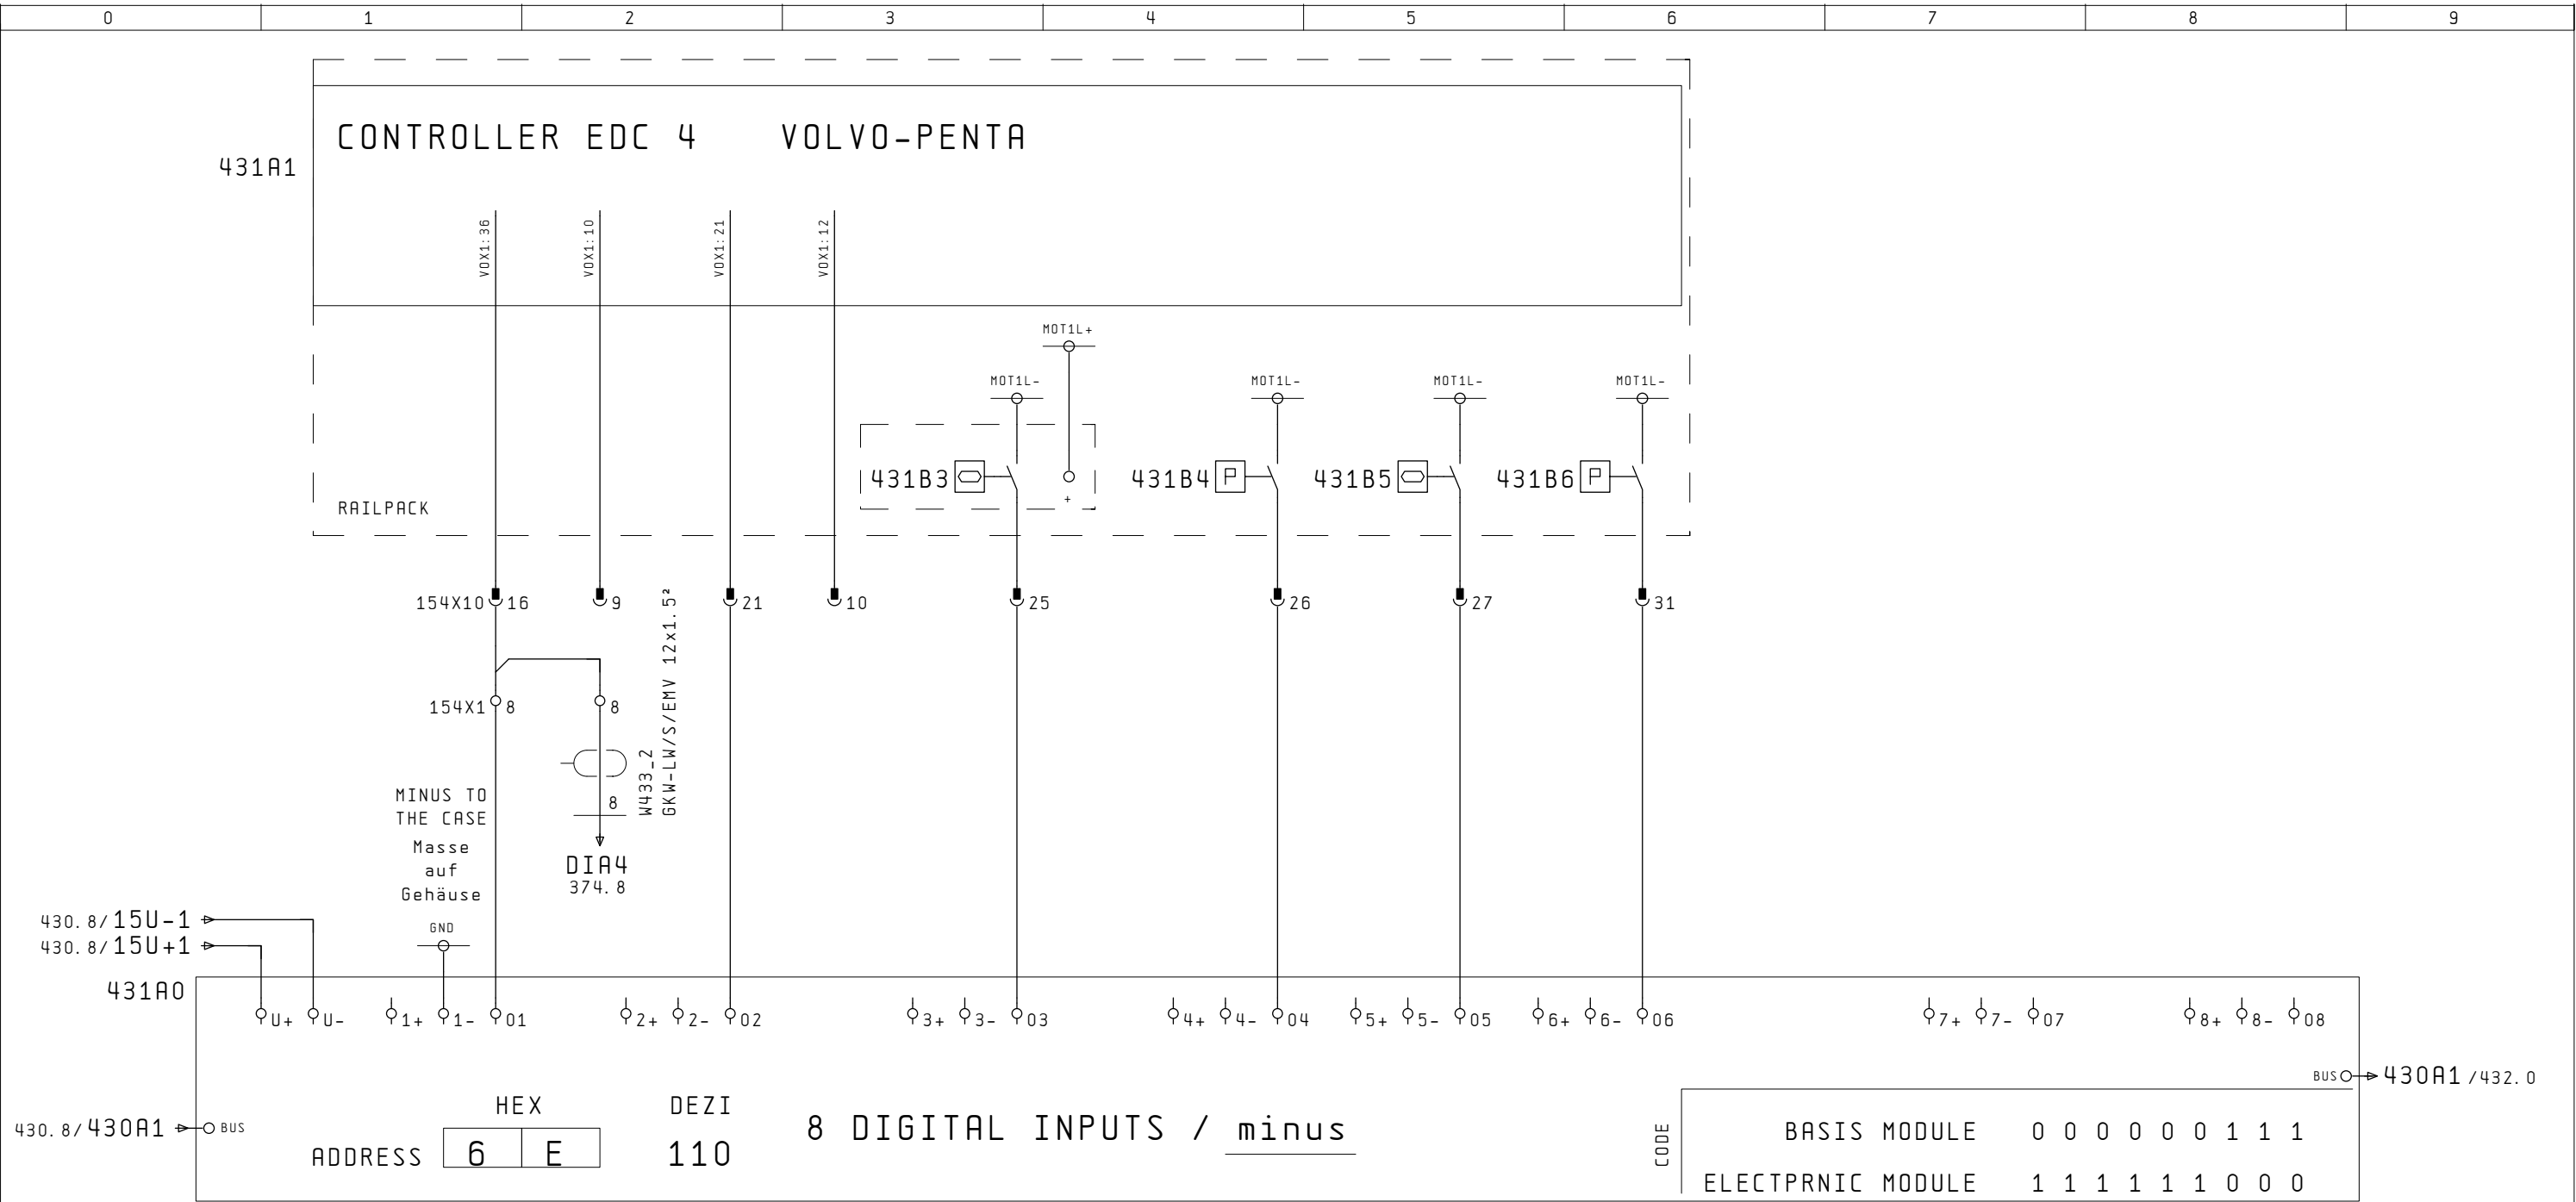 0 1 2 3 4 5 6 7 8 9
CONTROLLER EDC 4 VOLVO-PENTA
431A1
VOX1:36 VOX1:10 VOX1:21 VOX1:12
MOT1L+
MOT1L- MOT1L- MOT1L- MOT1L-
431B3 + 431B4 P 431B5 431B6 P
RAILPACK
154X10 16 9 21 10 25 26 27 31
154X1 8 8
W433_2
GKW-LW/S/EMV 12x1.5²
8
MINUS TO
THE CASE
Masse
auf
Gehäuse
DIA4
374.8
430.8/15U-1
430.8/15U+1
GND
431A0
U+ U- 1+ 1- 01 2+ 2- 02 3+ 3- 03 4+ 4- 04 5+ 5- 05 6+ 6- 06 7+ 7- 07 8+ 8- 08
BUS 430A1 /432.0
430.8/430A1 BUS
HEX DEZI
ADDRESS 6 E 110
8 DIGITAL INPUTS / minus
CODE
BASIS MODULE 0 0 0 0 0 0 1 1 1
ELECTPRNIC MODULE 1 1 1 1 1 1 0 0 0